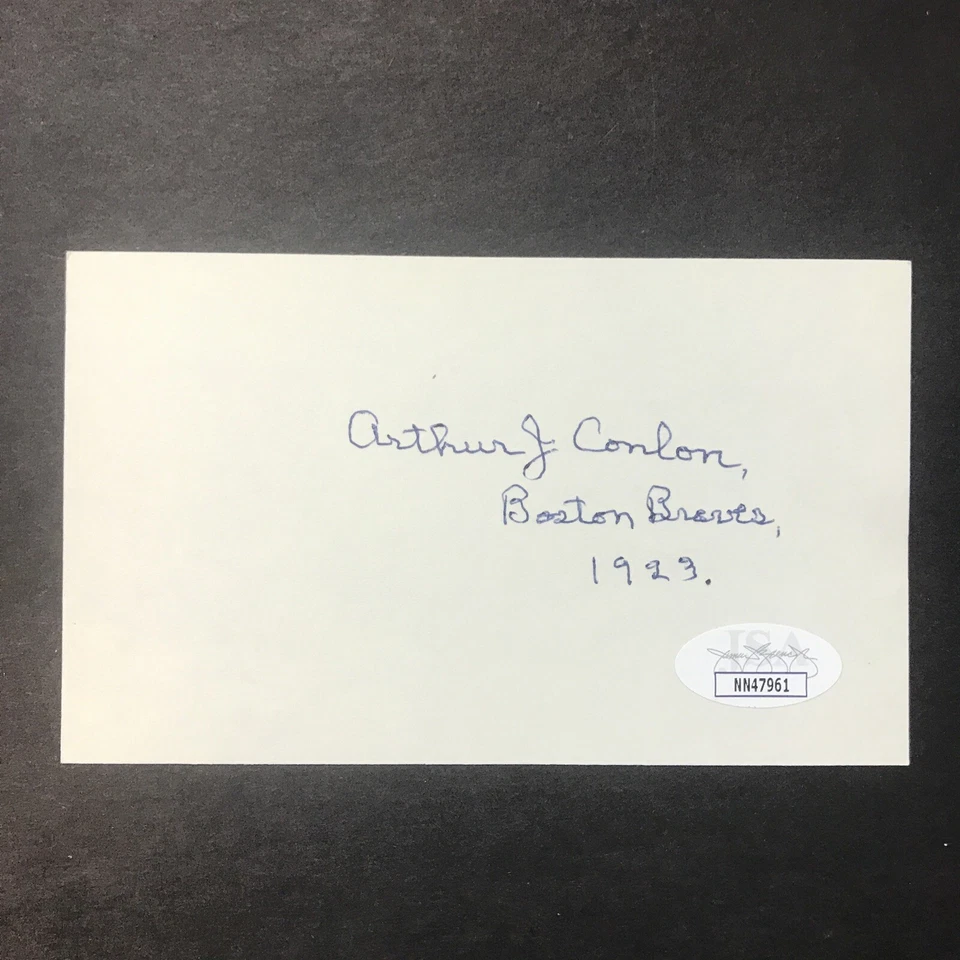 Arthur J. Conlon,
Boston Braves,
1923.
JSA
NN47961